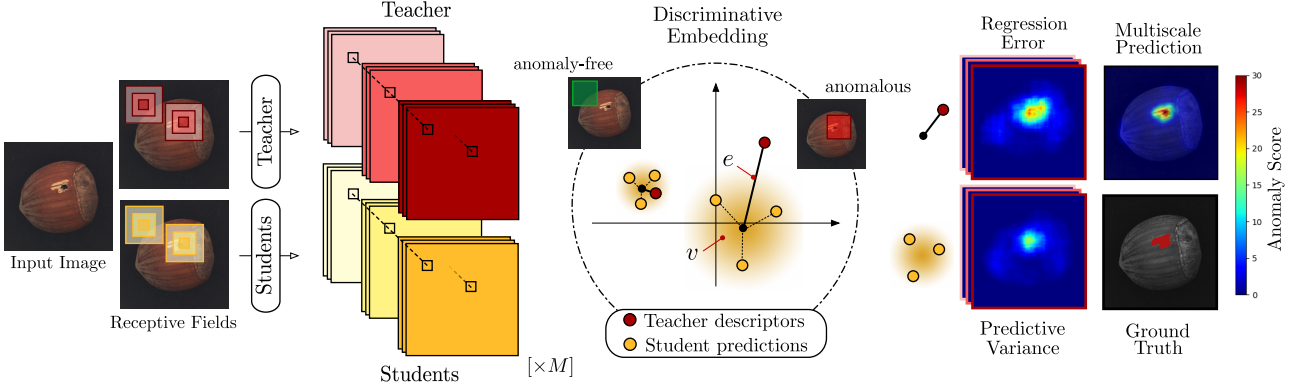 Teacher
Discriminative
Embedding
Regression
Error
Multiscale
Prediction
anomaly-free
anomalous
Teacher
Students
Input Image
Receptive Fields
e
v
Teacher descriptors
Student predictions
Students
[×M]
Predictive
Variance
Ground
Truth
30
25
20
15
10
5
0
Anomaly Score